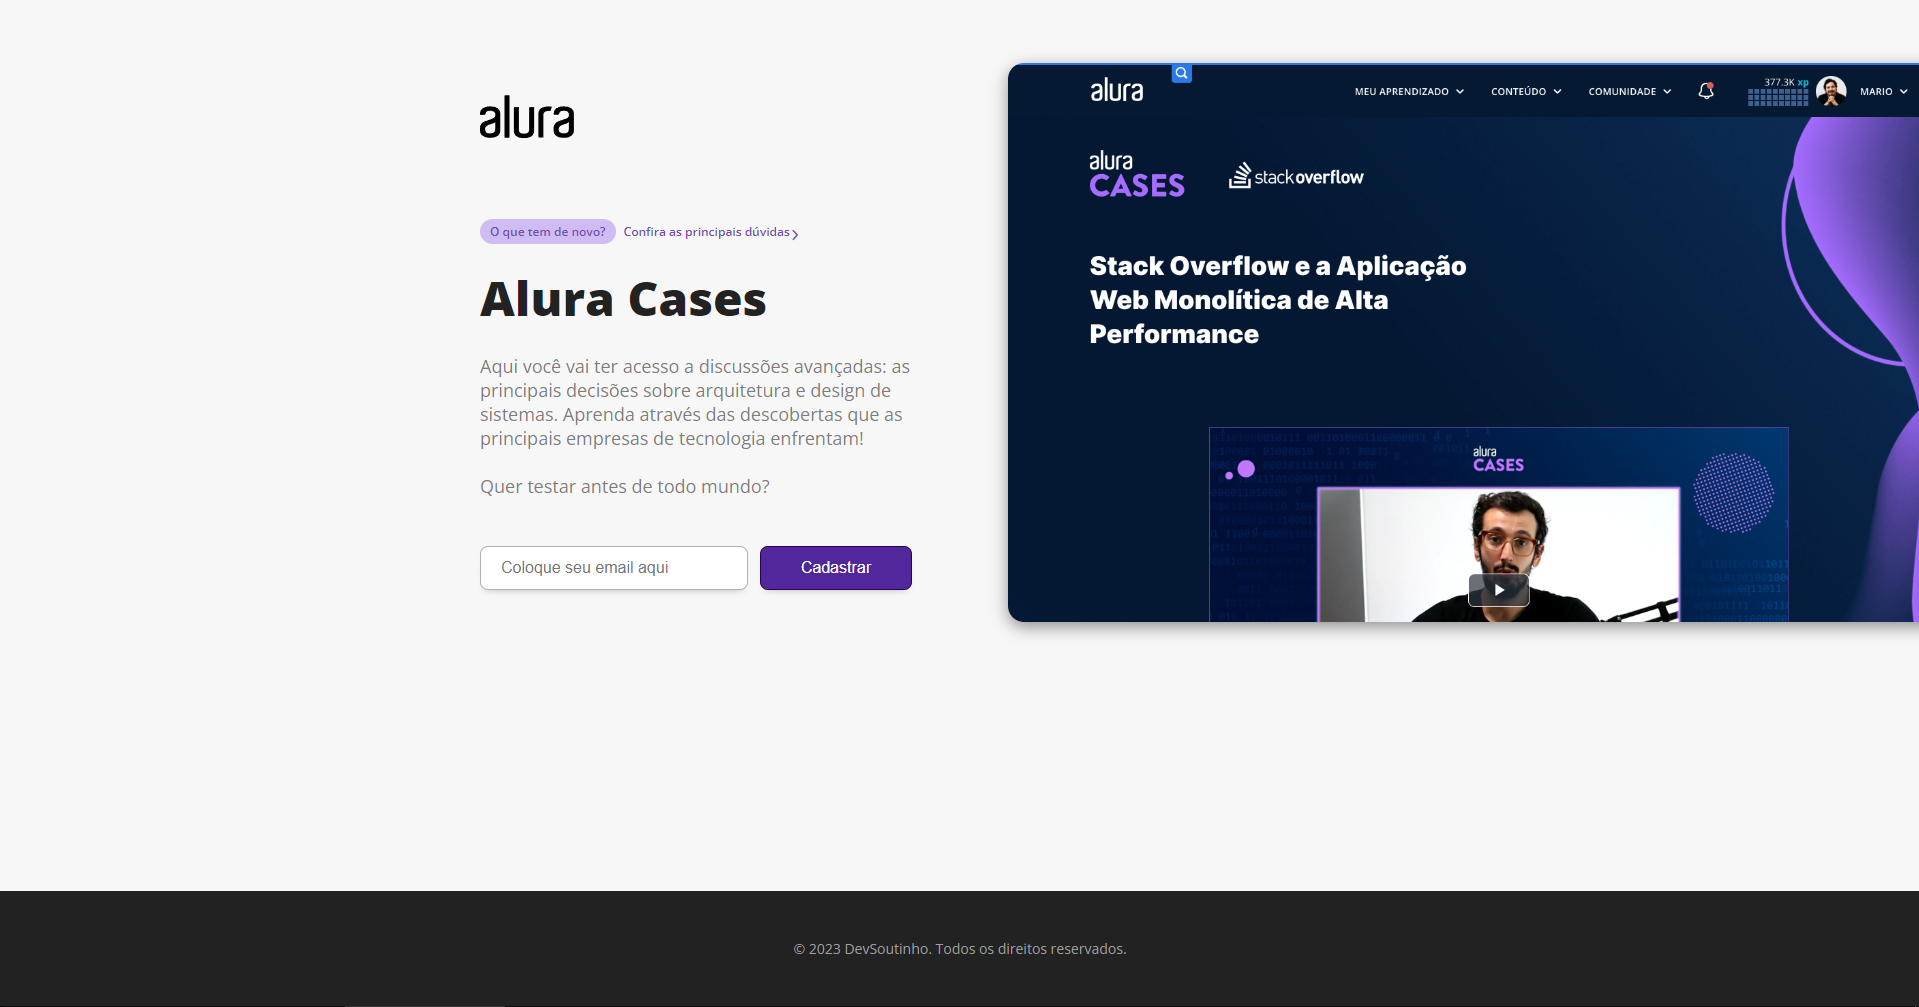 alura
O que tem de novo? Confira as principais dúvidas
Alura Cases
Aqui você vai ter acesso a discussões avançadas: as
principais decisões sobre arquitetura e design de
sistemas. Aprenda através das descobertas que as
principais empresas de tecnologia enfrentam!
Quer testar antes de todo mundo?
Coloque seu email aqui
Cadastrar
alura
MEU APRENDIZADO
CONTEÚDO
COMUNIDADE
377.3K xp
MARIO
alura
CASES
stackoverflow
Stack Overflow e a Aplicação
Web Monolítica de Alta
Performance
alura
CASES
© 2023 DevSoutinho. Todos os direitos reservados.